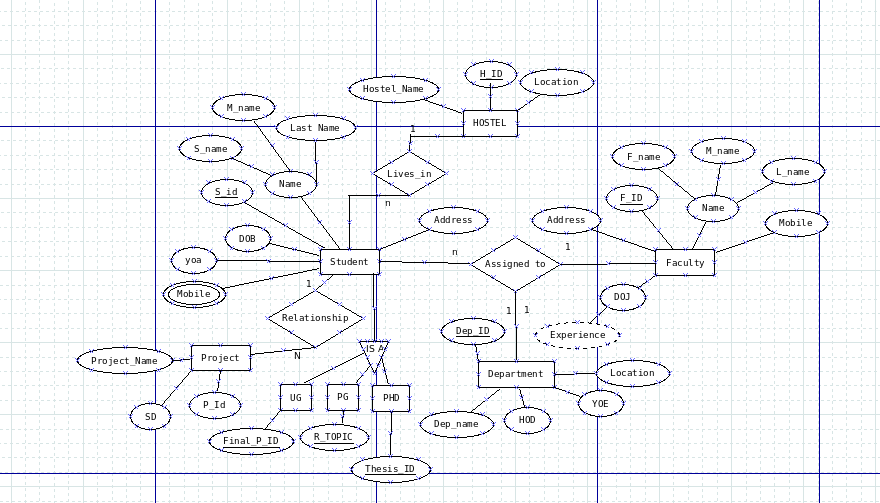 H_ID
Location
Hostel_Name
M_name
HOSTEL
Last Name
1
S_name
M_name
F_name
Lives_in
L_name
Name
S_id
F_ID
n
Name
Address
Address
Mobile
DOB
1
n
yoa
Student
Assigned to
Faculty
1
Mobile
DOJ
1
1
Relationship
Dep_ID
Experience
IS A
N
Project
Project_Name
Department
Location
UG
PG
PHD
P_Id
YOE
SD
HOD
Dep_name
R_TOPIC
Final_P_ID
Thesis_ID